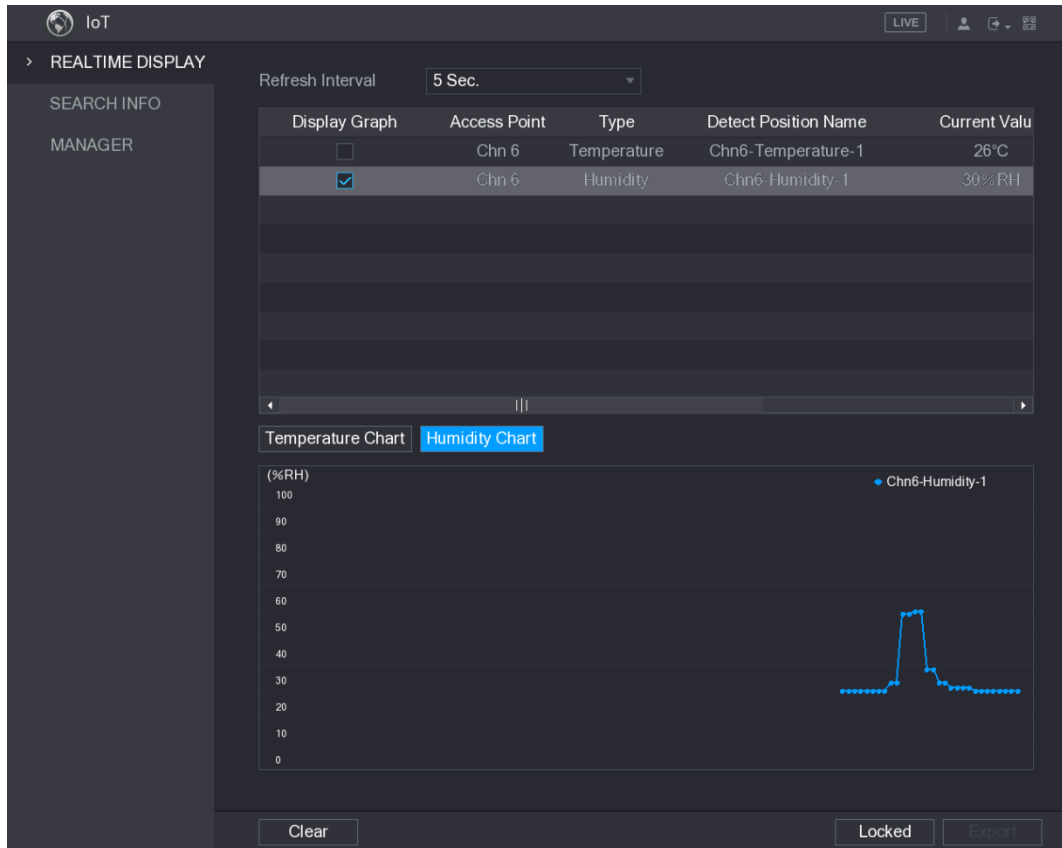 IoT
LIVE
REALTIME DISPLAY
SEARCH INFO
MANAGER
Refresh Interval 5 Sec.
Display Graph Access Point Type Detect Position Name Current Valu
Chn 6 Temperature Chn6-Temperature-1 26°C
Chn 6 Humidity Chn6-Humidity-1 30%RH
Temperature Chart Humidity Chart
(%RH)
Chn6-Humidity-1
100
90
80
70
60
50
40
30
20
10
0
Clear Locked Export